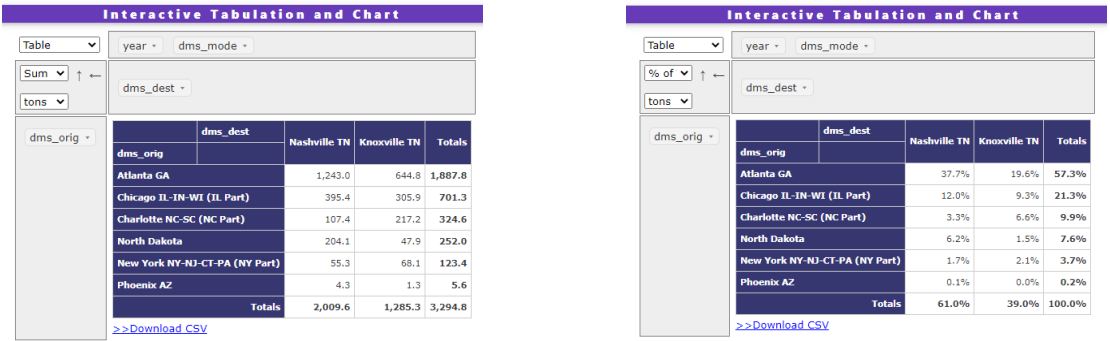 Interactive Tabulation and Chart
Table year dms_mode
Sum ↑ ←
tons dms_dest
dms_orig
dms_dest Nashville TN Knoxville TN Totals
dms_orig
Atlanta GA 1,243.0 644.8 1,887.8
Chicago IL-IN-WI (IL Part) 395.4 305.9 701.3
Charlotte NC-SC (NC Part) 107.4 217.2 324.6
North Dakota 204.1 47.9 252.0
New York NY-NJ-CT-PA (NY Part) 55.3 68.1 123.4
Phoenix AZ 4.3 1.3 5.6
Totals 2,009.6 1,285.3 3,294.8
>>Download CSV
Interactive Tabulation and Chart
Table year dms_mode
% of ↑ ←
tons dms_dest
dms_orig
dms_dest Nashville TN Knoxville TN Totals
dms_orig
Atlanta GA 37.7% 19.6% 57.3%
Chicago IL-IN-WI (IL Part) 12.0% 9.3% 21.3%
Charlotte NC-SC (NC Part) 3.3% 6.6% 9.9%
North Dakota 6.2% 1.5% 7.6%
New York NY-NJ-CT-PA (NY Part) 1.7% 2.1% 3.7%
Phoenix AZ 0.1% 0.0% 0.2%
Totals 61.0% 39.0% 100.0%
>>Download CSV